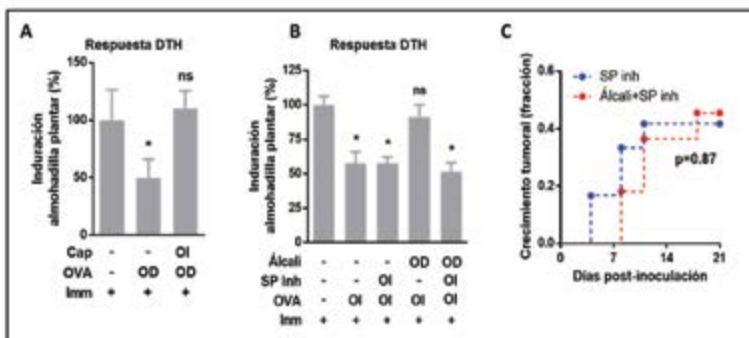 A
Respuesta DTH
Induración
almohadilla plantar (%)
150
100
50
0
ns
*
Cap - - OI
OVA - OD OD
Imm + + +
B
Respuesta DTH
Induración
almohadilla plantar (%)
125
100
75
50
25
0
* * ns *
Álcali - - - OD OD
SP Inh - - OI - OI
OVA - OI OI OI OI
Inm + + + + +
C
Crecimiento tumoral (fracción)
0.6
0.4
0.2
0.0
SP inh
Álcali+SP inh
p=0.87
0 7 14 21
Días post-inoculación